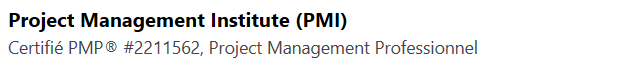 Project Management Institute (PMI)
Certifié PMP® #2211562, Project Management Professionnel